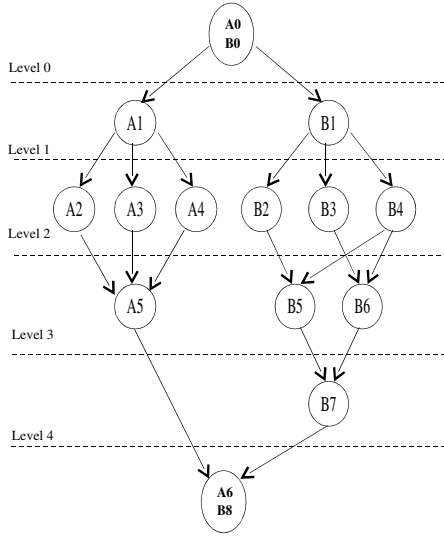 A0
B0
Level 0
A1
B1
Level 1
A2
A3
A4
B2
B3
B4
Level 2
A5
B5
B6
Level 3
B7
Level 4
A6
B8